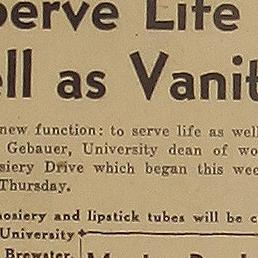 serve Life
ll as Vanit
new function: to serve life as well
Gebauer, University dean of wo
siery Drive which began this wee
Thursday.
hosiery and lipstick tubes will be c
University
Brewster,